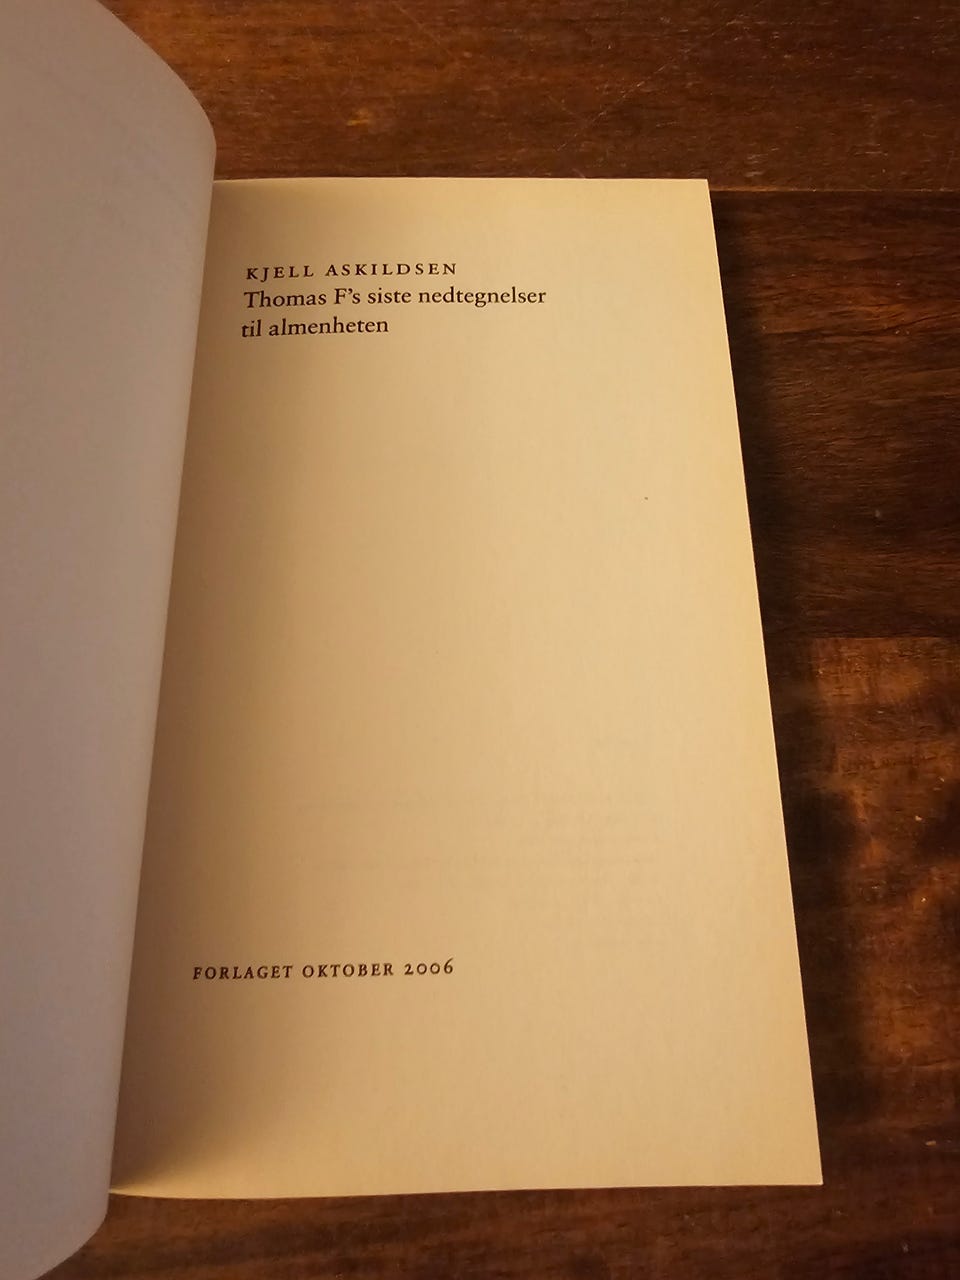 KJELL ASKILDSEN
Thomas F's siste nedtegnelser
til almenheten
FORLAGET OKTOBER 2006